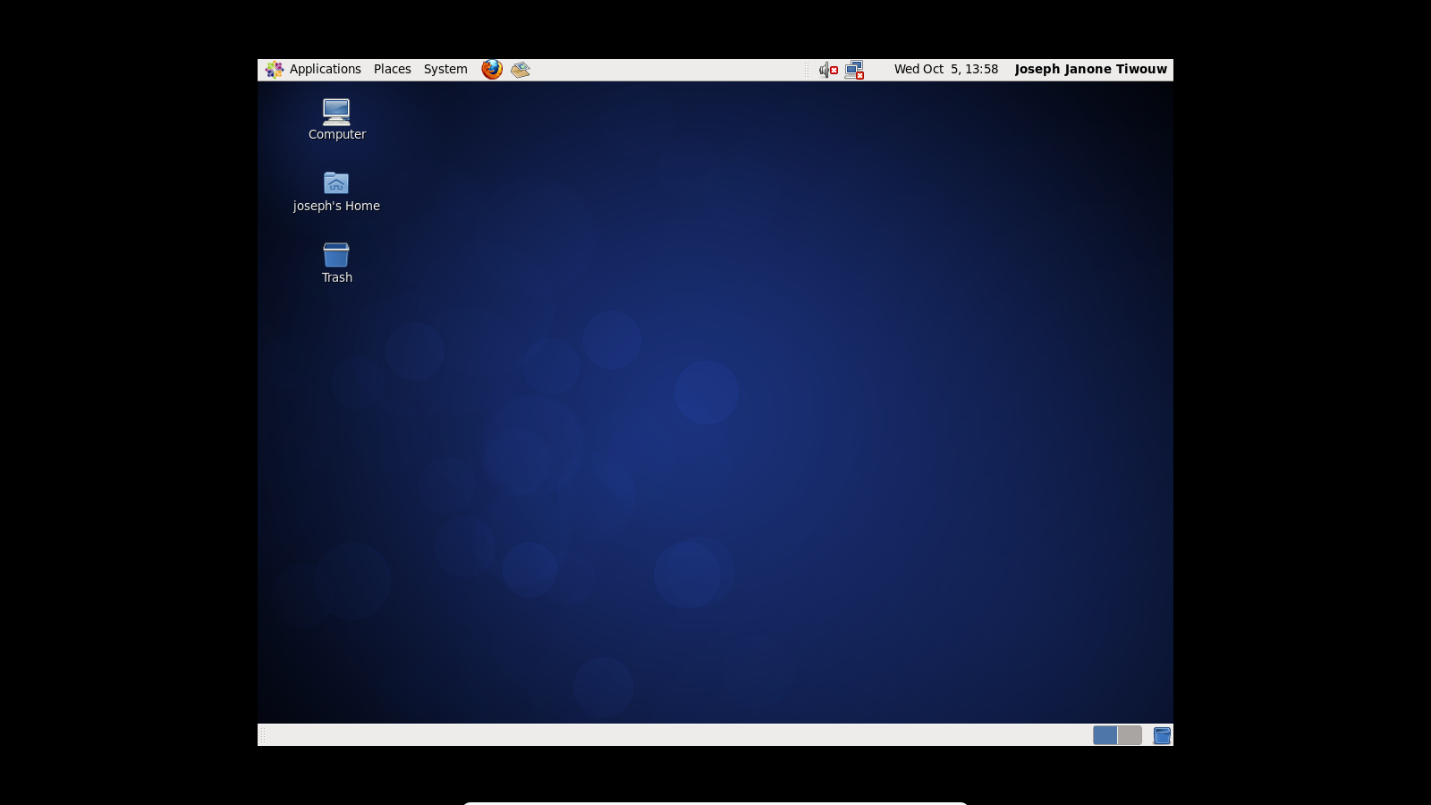 Applications Places System Wed Oct  5, 13:58 Joseph Janone Tiwouw
Computer
joseph's Home
Trash